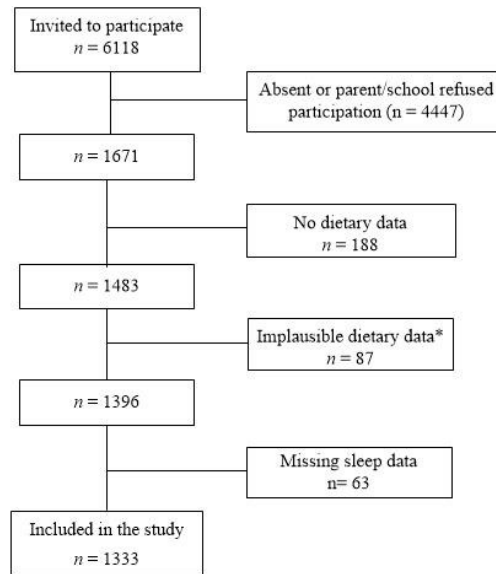 Invited to participate
n = 6118
Absent or parent/school refused
participation (n = 4447)
n = 1671
No dietary data
n = 188
n = 1483
Implausible dietary data*
n = 87
n = 1396
Missing sleep data
n= 63
Included in the study
n = 1333